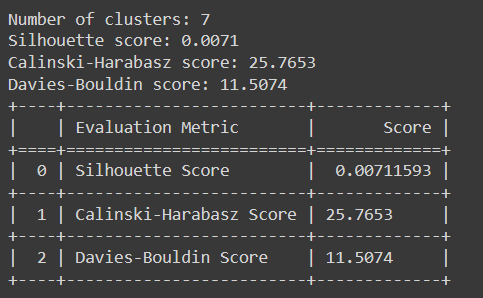 Number of clusters: 7
Silhouette score: 0.0071
Calinski-Harabasz score: 25.7653
Davies-Bouldin score: 11.5074
+----+-------------------------+-------------+
|    | Evaluation Metric       |       Score |
+====+=========================+=============+
|  0 | Silhouette Score        |  0.00711593 |
+----+-------------------------+-------------+
|  1 | Calinski-Harabasz Score | 25.7653     |
+----+-------------------------+-------------+
|  2 | Davies-Bouldin Score    | 11.5074     |
+----+-------------------------+-------------+